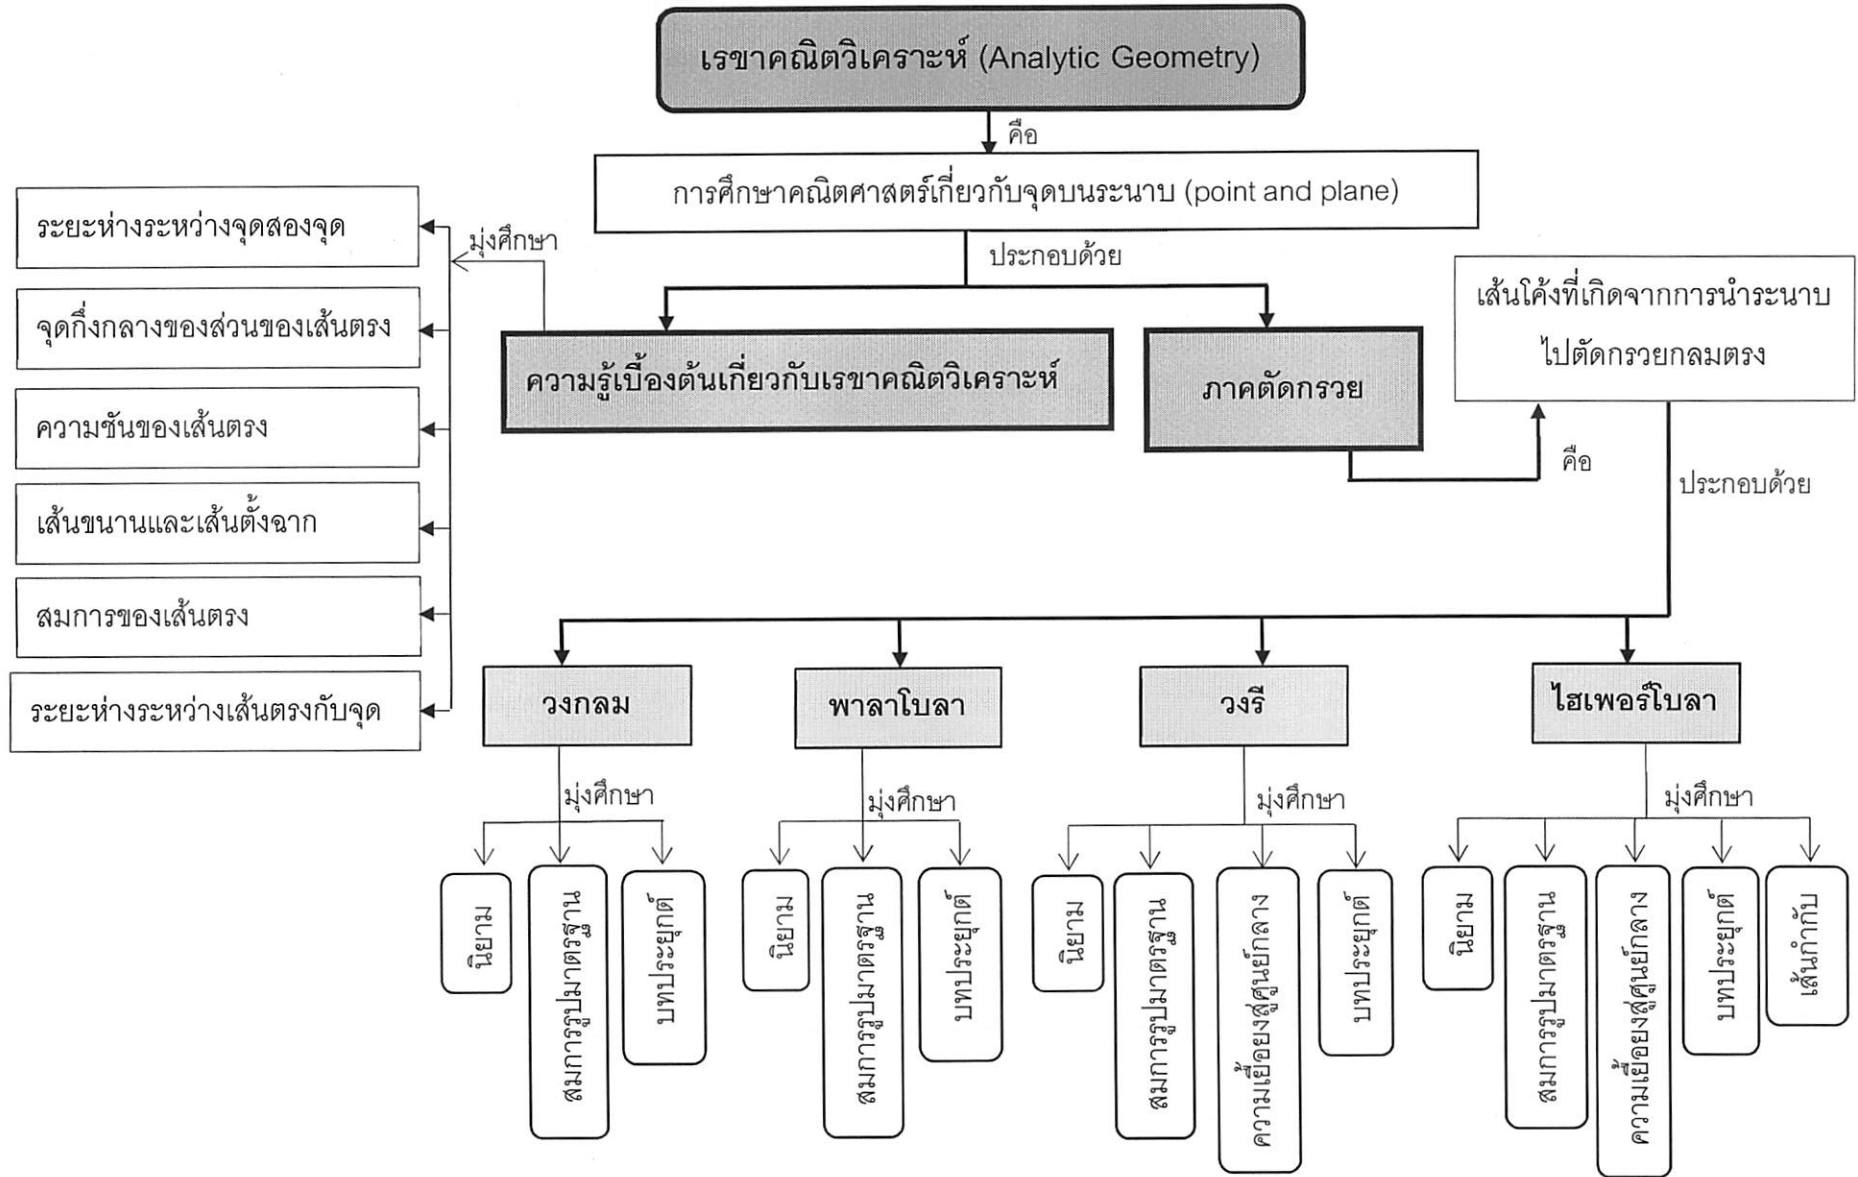 เรขาคณิตวิเคราะห์ (Analytic Geometry)
คือ
การศึกษาคณิตศาสตร์เกี่ยวกับจุดบนระนาบ (point and plane)
ประกอบด้วย
ความรู้เบื้องต้นเกี่ยวกับเรขาคณิตวิเคราะห์
มุ่งศึกษา
ระยะห่างระหว่างจุดสองจุด
จุดกึ่งกลางของส่วนของเส้นตรง
ความชันของเส้นตรง
เส้นขนานและเส้นตั้งฉาก
สมการของเส้นตรง
ระยะห่างระหว่างเส้นตรงกับจุด
ภาคตัดกรวย
คือ
เส้นโค้งที่เกิดจากการนำระนาบ
ไปตัดกรวยกลมตรง
ประกอบด้วย
วงกลม
มุ่งศึกษา
นิยาม
สมการรูปมาตรฐาน
บทประยุกต์
พาลาโบลา
มุ่งศึกษา
นิยาม
สมการรูปมาตรฐาน
บทประยุกต์
วงรี
มุ่งศึกษา
นิยาม
สมการรูปมาตรฐาน
ความเยื้อยงสู่ศูนย์กลาง
บทประยุกต์
ไฮเพอร์โบลา
มุ่งศึกษา
นิยาม
สมการรูปมาตรฐาน
ความเยื้อยงสู่ศูนย์กลาง
บทประยุกต์
เส้นกำกับ